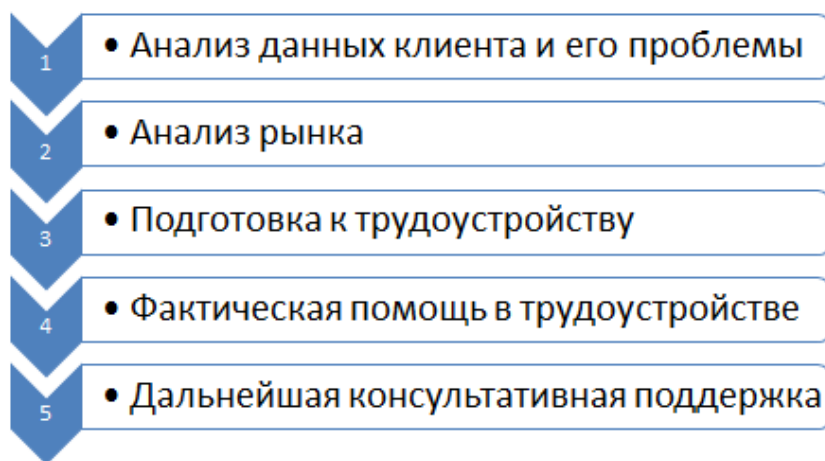 1 • Анализ данных клиента и его проблемы
2 • Анализ рынка
3 • Подготовка к трудоустройству
4 • Фактическая помощь в трудоустройстве
5 • Дальнейшая консультативная поддержка